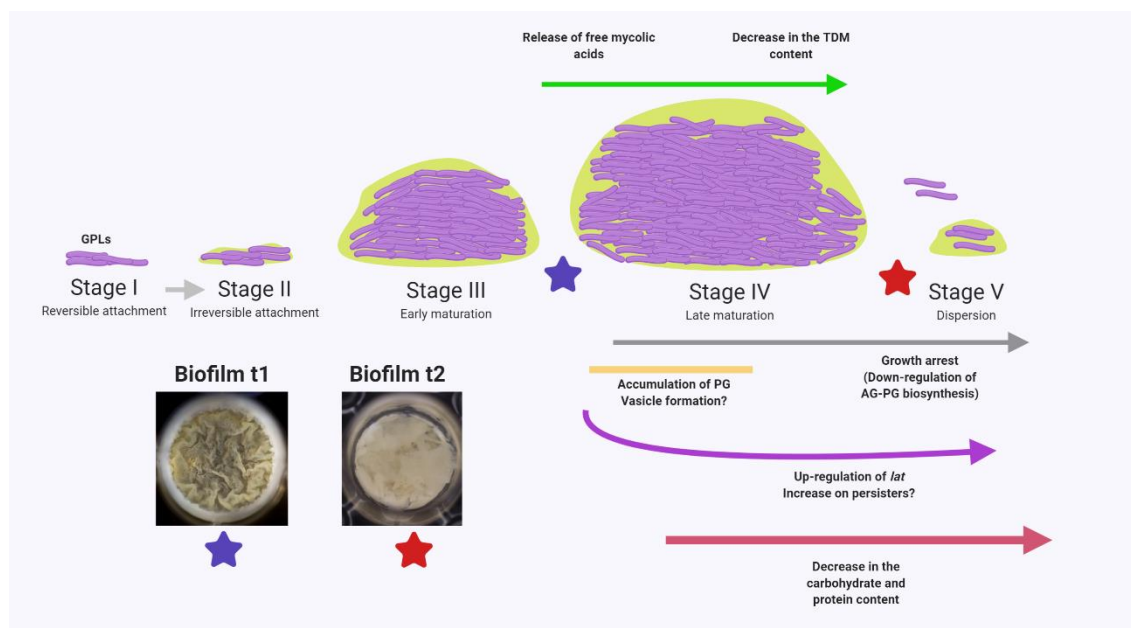 Release of free mycolic
acids
Decrease in the TDM
content
GPLs
Stage I
Reversible attachment
Stage II
Irreversible attachment
Stage III
Early maturation
Stage IV
Late maturation
Stage V
Dispersion
Growth arrest
(Down-regulation of
AG-PG biosynthesis)
Biofilm t1
Biofilm t2
Accumulation of PG
Vasicle formation?
Up-regulation of lat
Increase on persisters?
Decrease in the
carbohydrate and
protein content